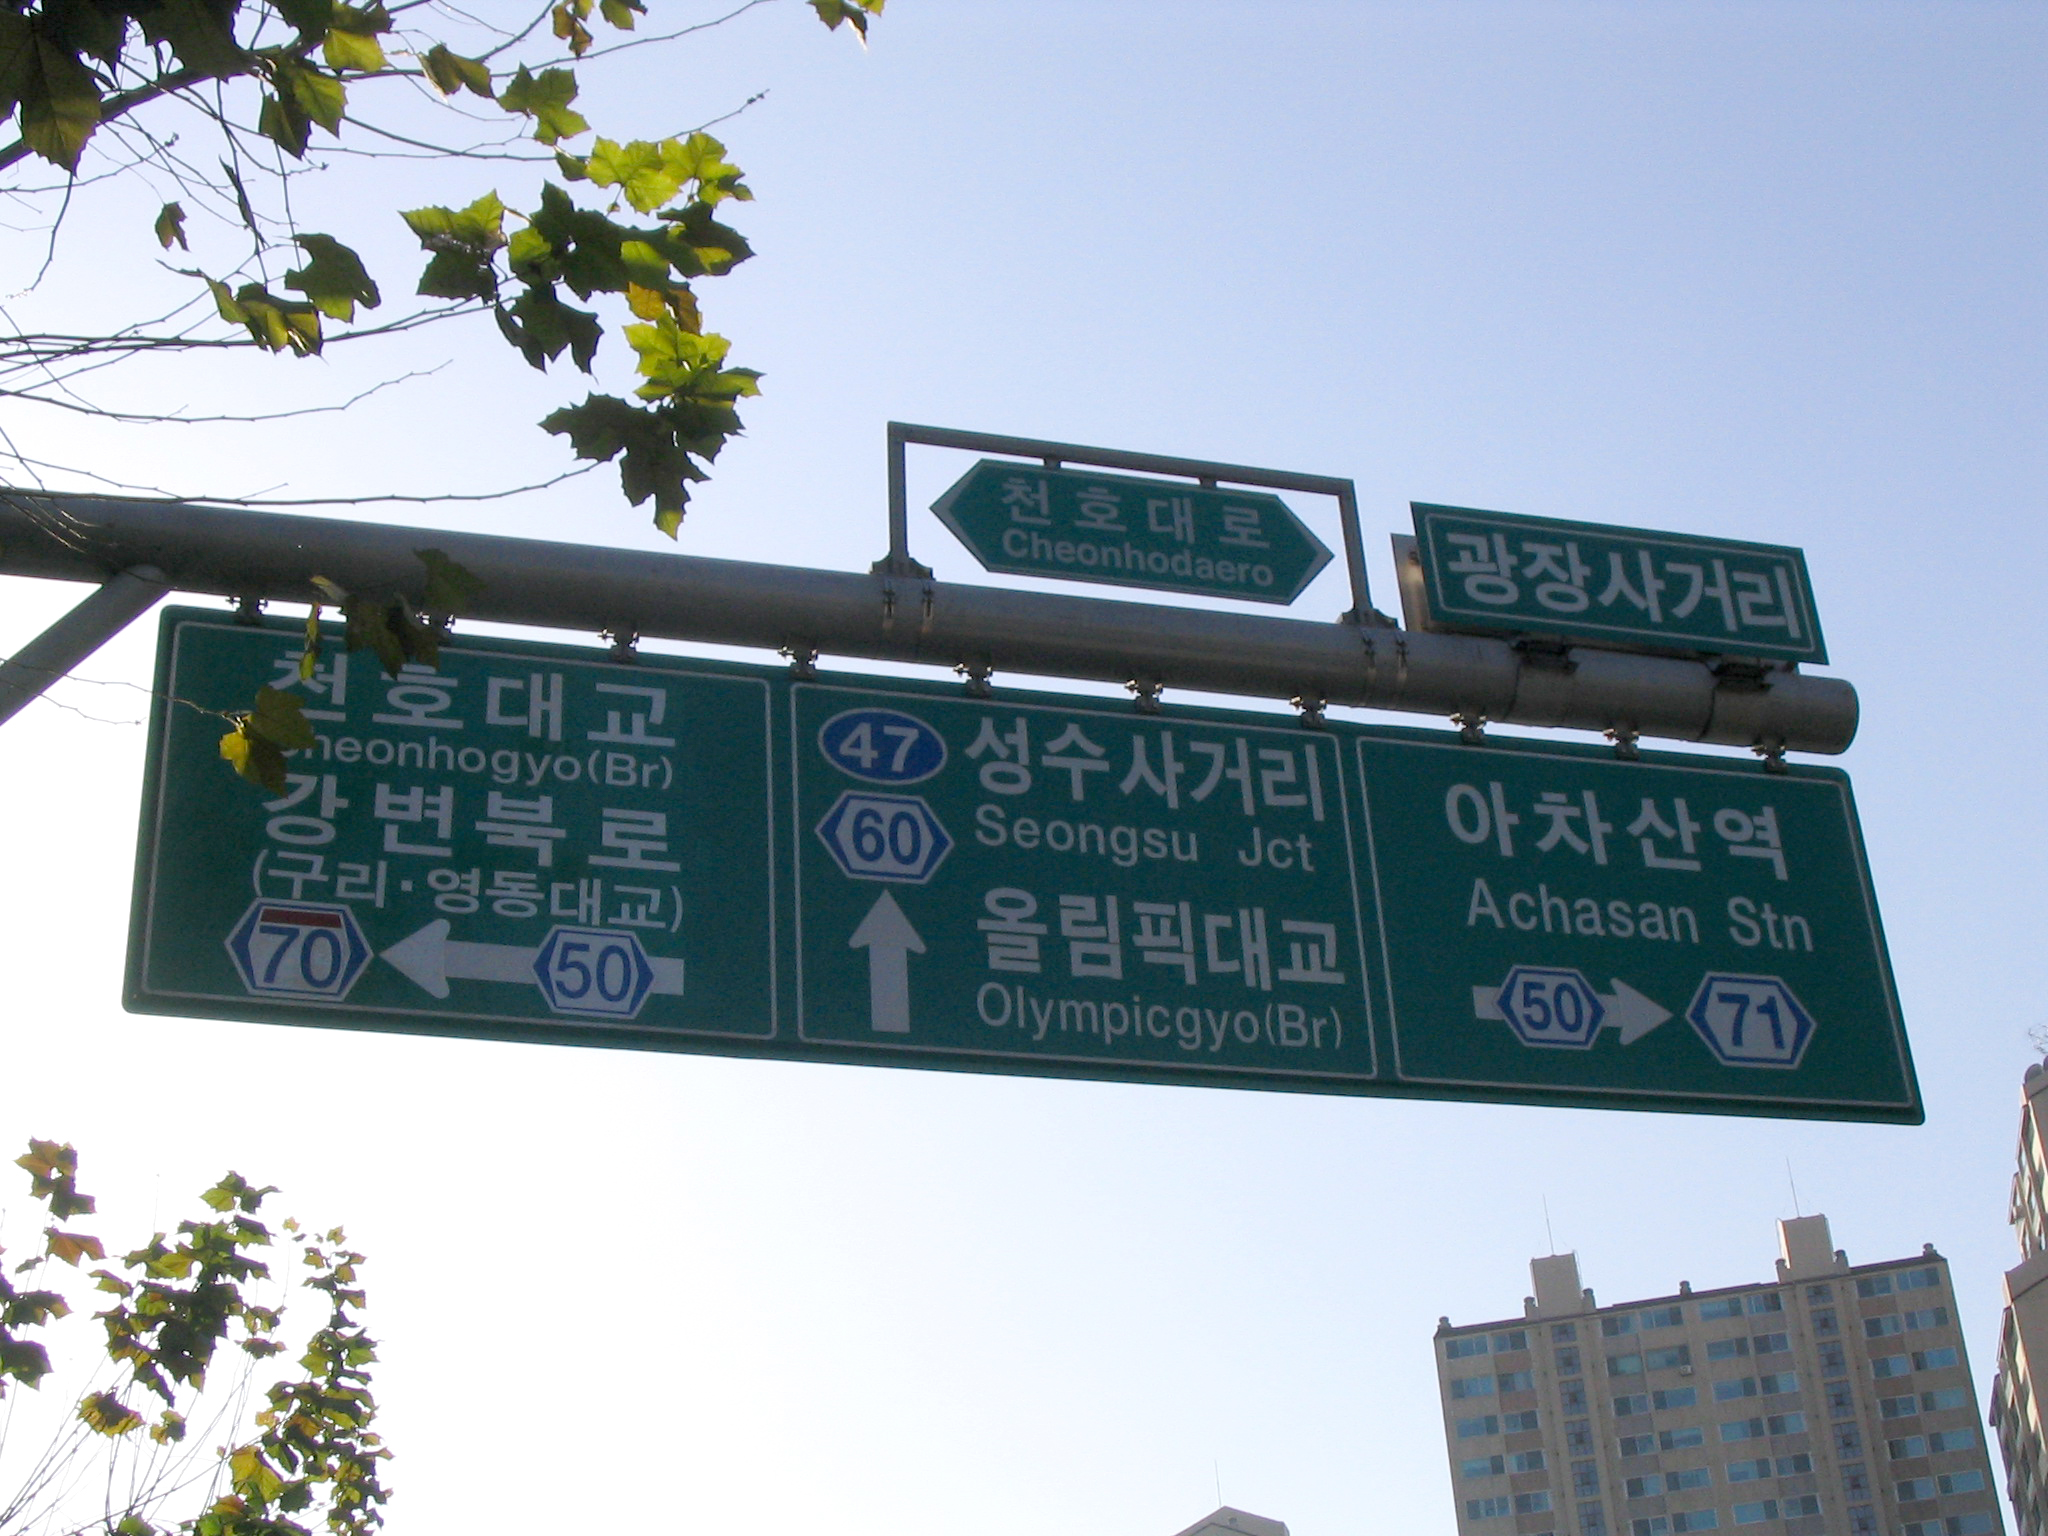 천호대로
Cheonhodaero
광장사거리
천호대교
Cheonhogyo(Br)
강변북로
(구리·영동대교)
70
50
47
성수사거리
60
Seongsu Jct
올림픽대교
Olympicgyo(Br)
아차산역
Achasan Stn
50
71